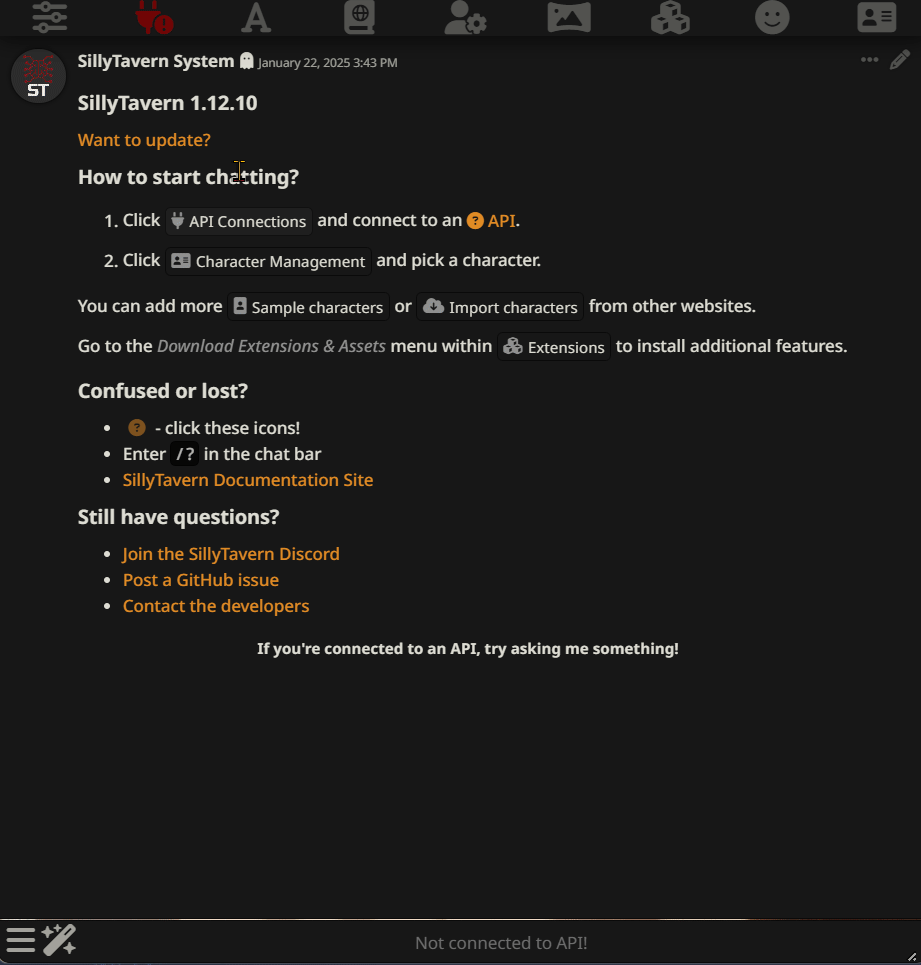 SillyTavern System January 22, 2025 3:43 PM
ST
SillyTavern 1.12.10
Want to update?
How to start chatting?
1. Click API Connections and connect to an ? API.
2. Click Character Management and pick a character.
You can add more Sample characters or Import characters from other websites.
Go to the Download Extensions & Assets menu within Extensions to install additional features.
Confused or lost?
• ? - click these icons!
• Enter /? in the chat bar
• SillyTavern Documentation Site
Still have questions?
• Join the SillyTavern Discord
• Post a GitHub issue
• Contact the developers
If you're connected to an API, try asking me something!
Not connected to API!